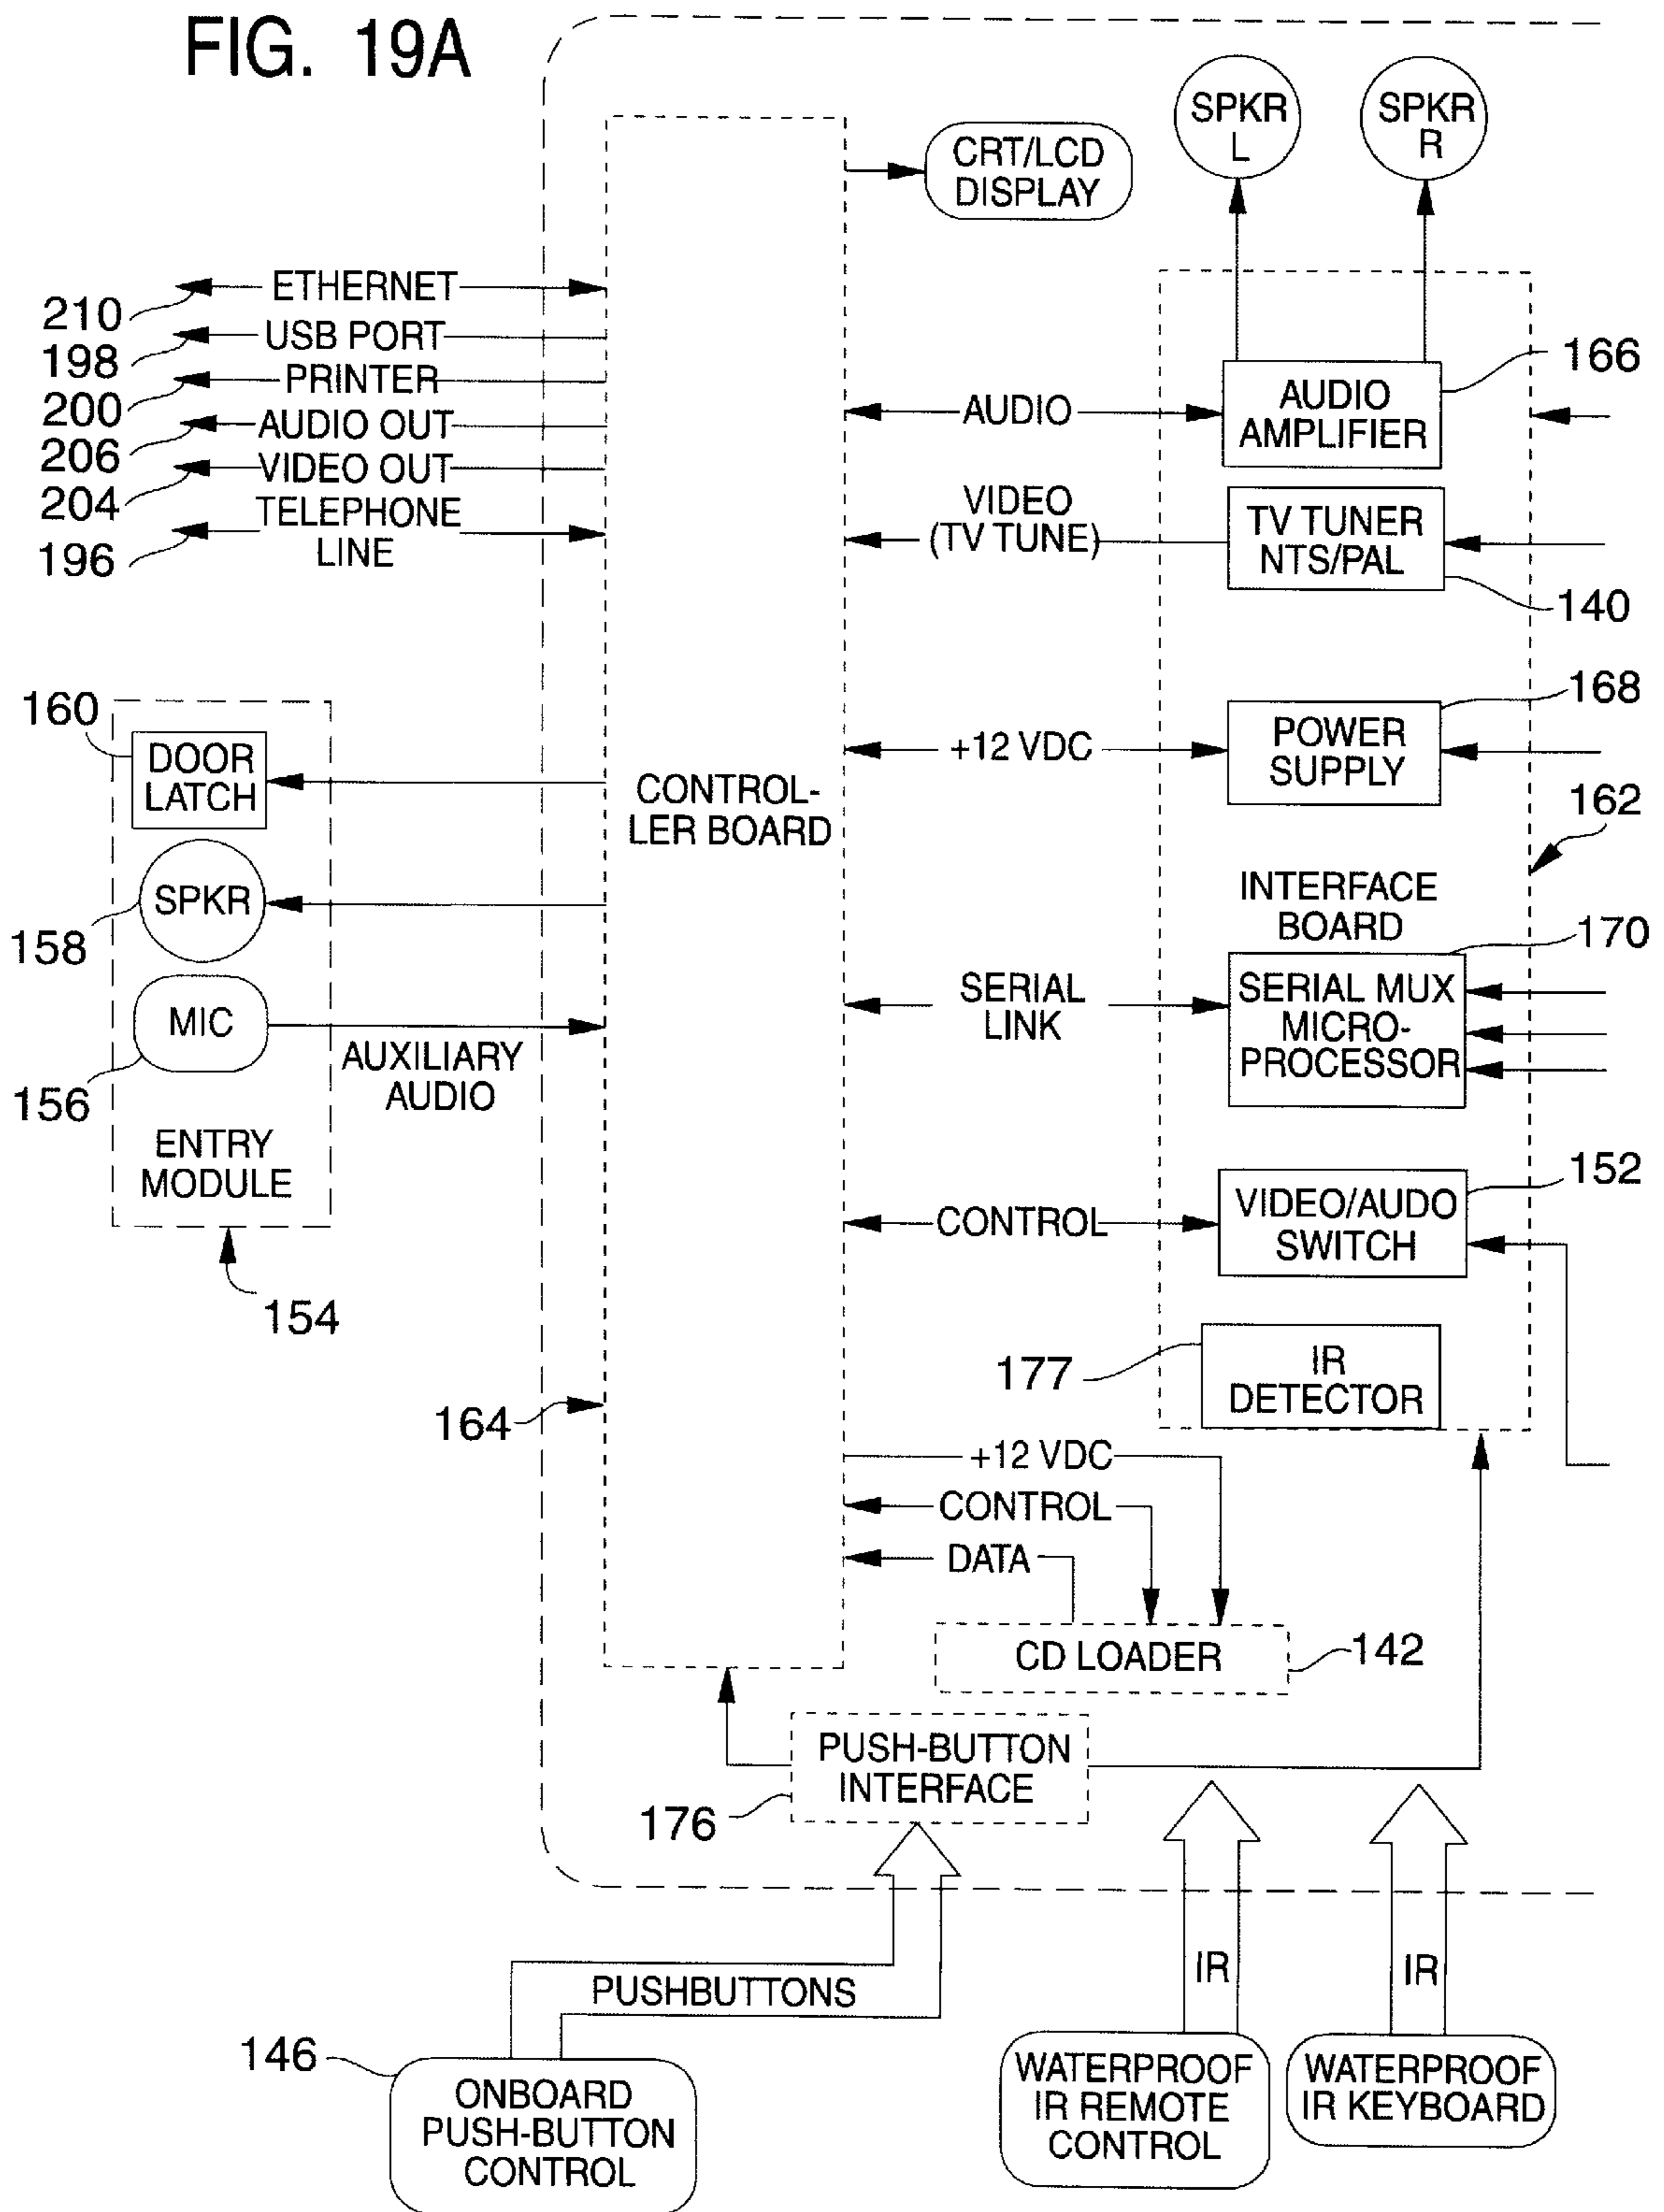 FIG. 19A
SPKR
L
SPKR
R
CRT/LCD
DISPLAY
ETHERNET
210
USB PORT
198
PRINTER
200
AUDIO OUT
206
VIDEO OUT
204
TELEPHONE
LINE
196
AUDIO
AUDIO
AMPLIFIER
166
VIDEO
(TV TUNE)
TV TUNER
NTS/PAL
140
160
DOOR
LATCH
SPKR
158
MIC
156
AUXILIARY
AUDIO
ENTRY
MODULE
154
CONTROL-
LER BOARD
164
+12 VDC
POWER
SUPPLY
168
162
INTERFACE
BOARD
170
SERIAL
LINK
SERIAL MUX
MICRO-
PROCESSOR
152
CONTROL
VIDEO/AUDO
SWITCH
177
IR
DETECTOR
+12 VDC
CONTROL
DATA
CD LOADER
142
PUSH-BUTTON
INTERFACE
176
PUSHBUTTONS
IR
IR
146
ONBOARD
PUSH-BUTTON
CONTROL
WATERPROOF
IR REMOTE
CONTROL
WATERPROOF
IR KEYBOARD